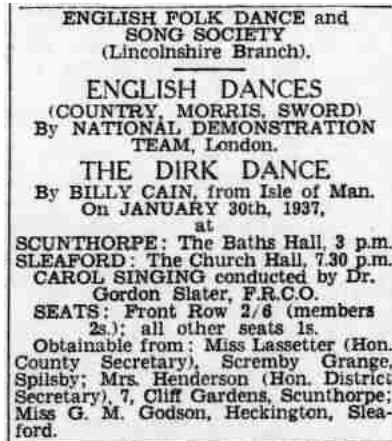 ENGLISH FOLK DANCE and
SONG SOCIETY
(Lincolnshire Branch).
ENGLISH DANCES
(COUNTRY, MORRIS, SWORD)
By NATIONAL DEMONSTRATION
TEAM, London.
THE DIRK DANCE
By BILLY CAIN, from Isle of Man.
On JANUARY 30th, 1937,
at
SCUNTHORPE: The Baths Hall, 3 p.m.
SLEAFORD: The Church Hall, 7.30 p.m.
CAROL SINGING conducted by Dr.
Gordon Slater, F.R.C.O.
SEATS: Front Row 2/6 (members
2s.); all other seats 1s.
Obtainable from: Miss Lassetter (Hon.
County Secretary), Scremby Grange,
Spilsby; Mrs. Henderson (Hon. District
Secretary), 7, Cliff Gardens, Scunthorpe;
Miss G. M. Godson, Heckington, Slea-
ford.